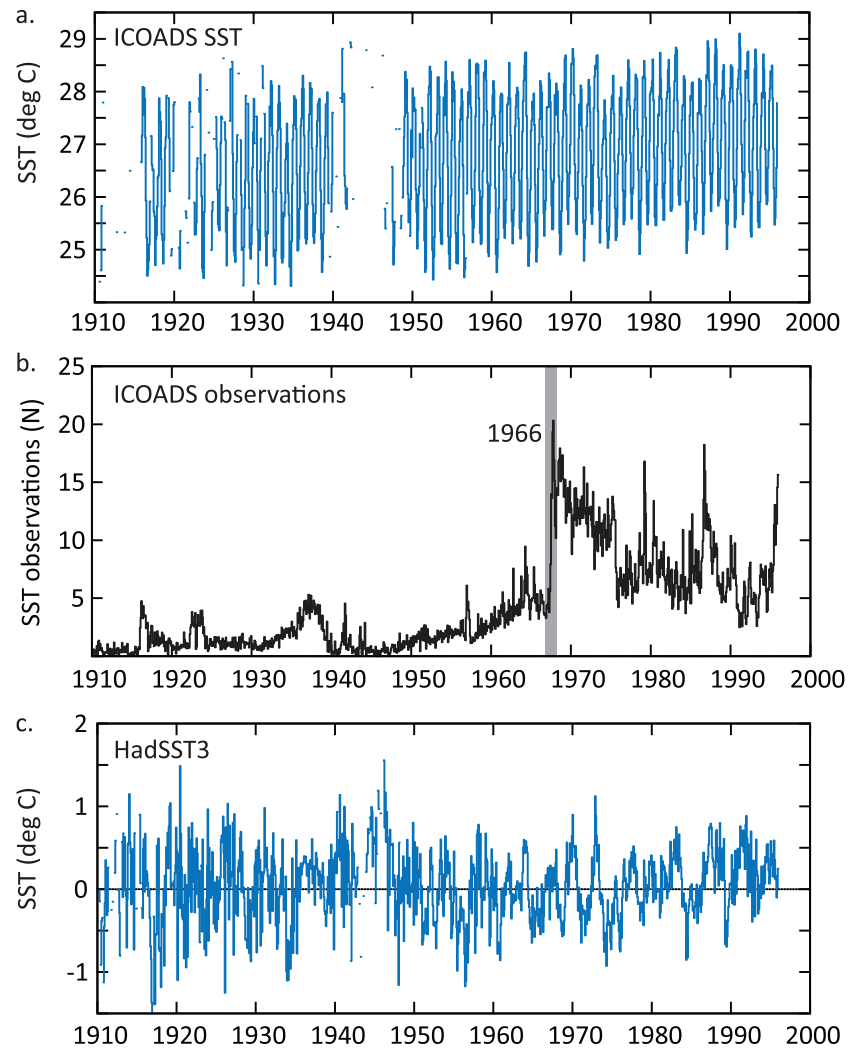 a.
ICOADS SST
SST (deg C)
29
28
27
26
25
1910 1920 1930 1940 1950 1960 1970 1980 1990 2000
b.
ICOADS observations
1966
SST observations (N)
25
20
15
10
5
1910 1920 1930 1940 1950 1960 1970 1980 1990 2000
c.
HadSST3
SST (deg C)
2
1
0
-1
1910 1920 1930 1940 1950 1960 1970 1980 1990 2000